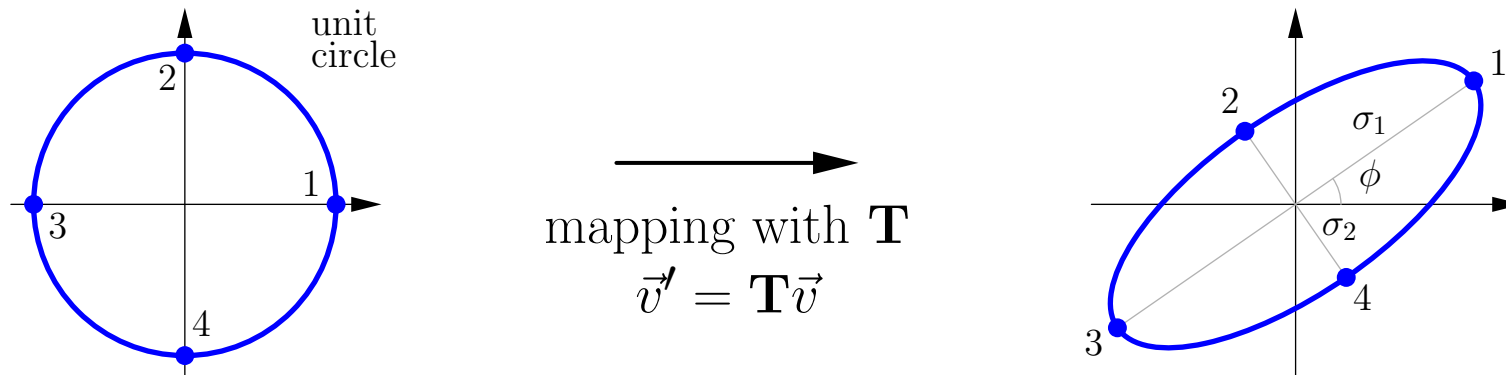 unit
circle
2
1
3
4
mapping with T
v⃗′ = Tv⃗
1
2
σ₁
ϕ
σ₂
4
3